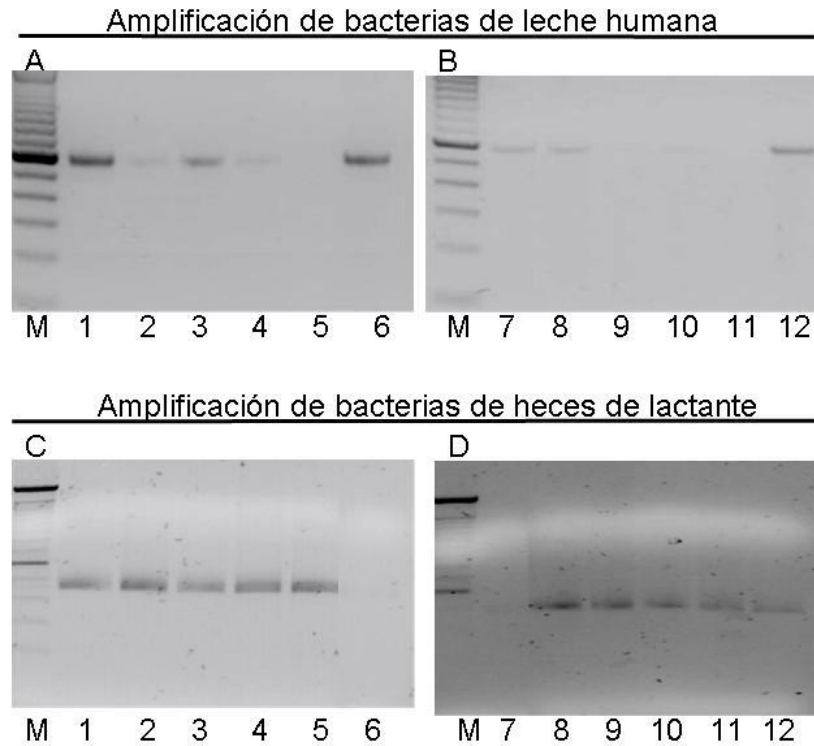 Amplificación de bacterias de leche humana
A B
M 1 2 3 4 5 6 M 7 8 9 10 11 12
Amplificación de bacterias de heces de lactante
C D
M 1 2 3 4 5 6 M 7 8 9 10 11 12